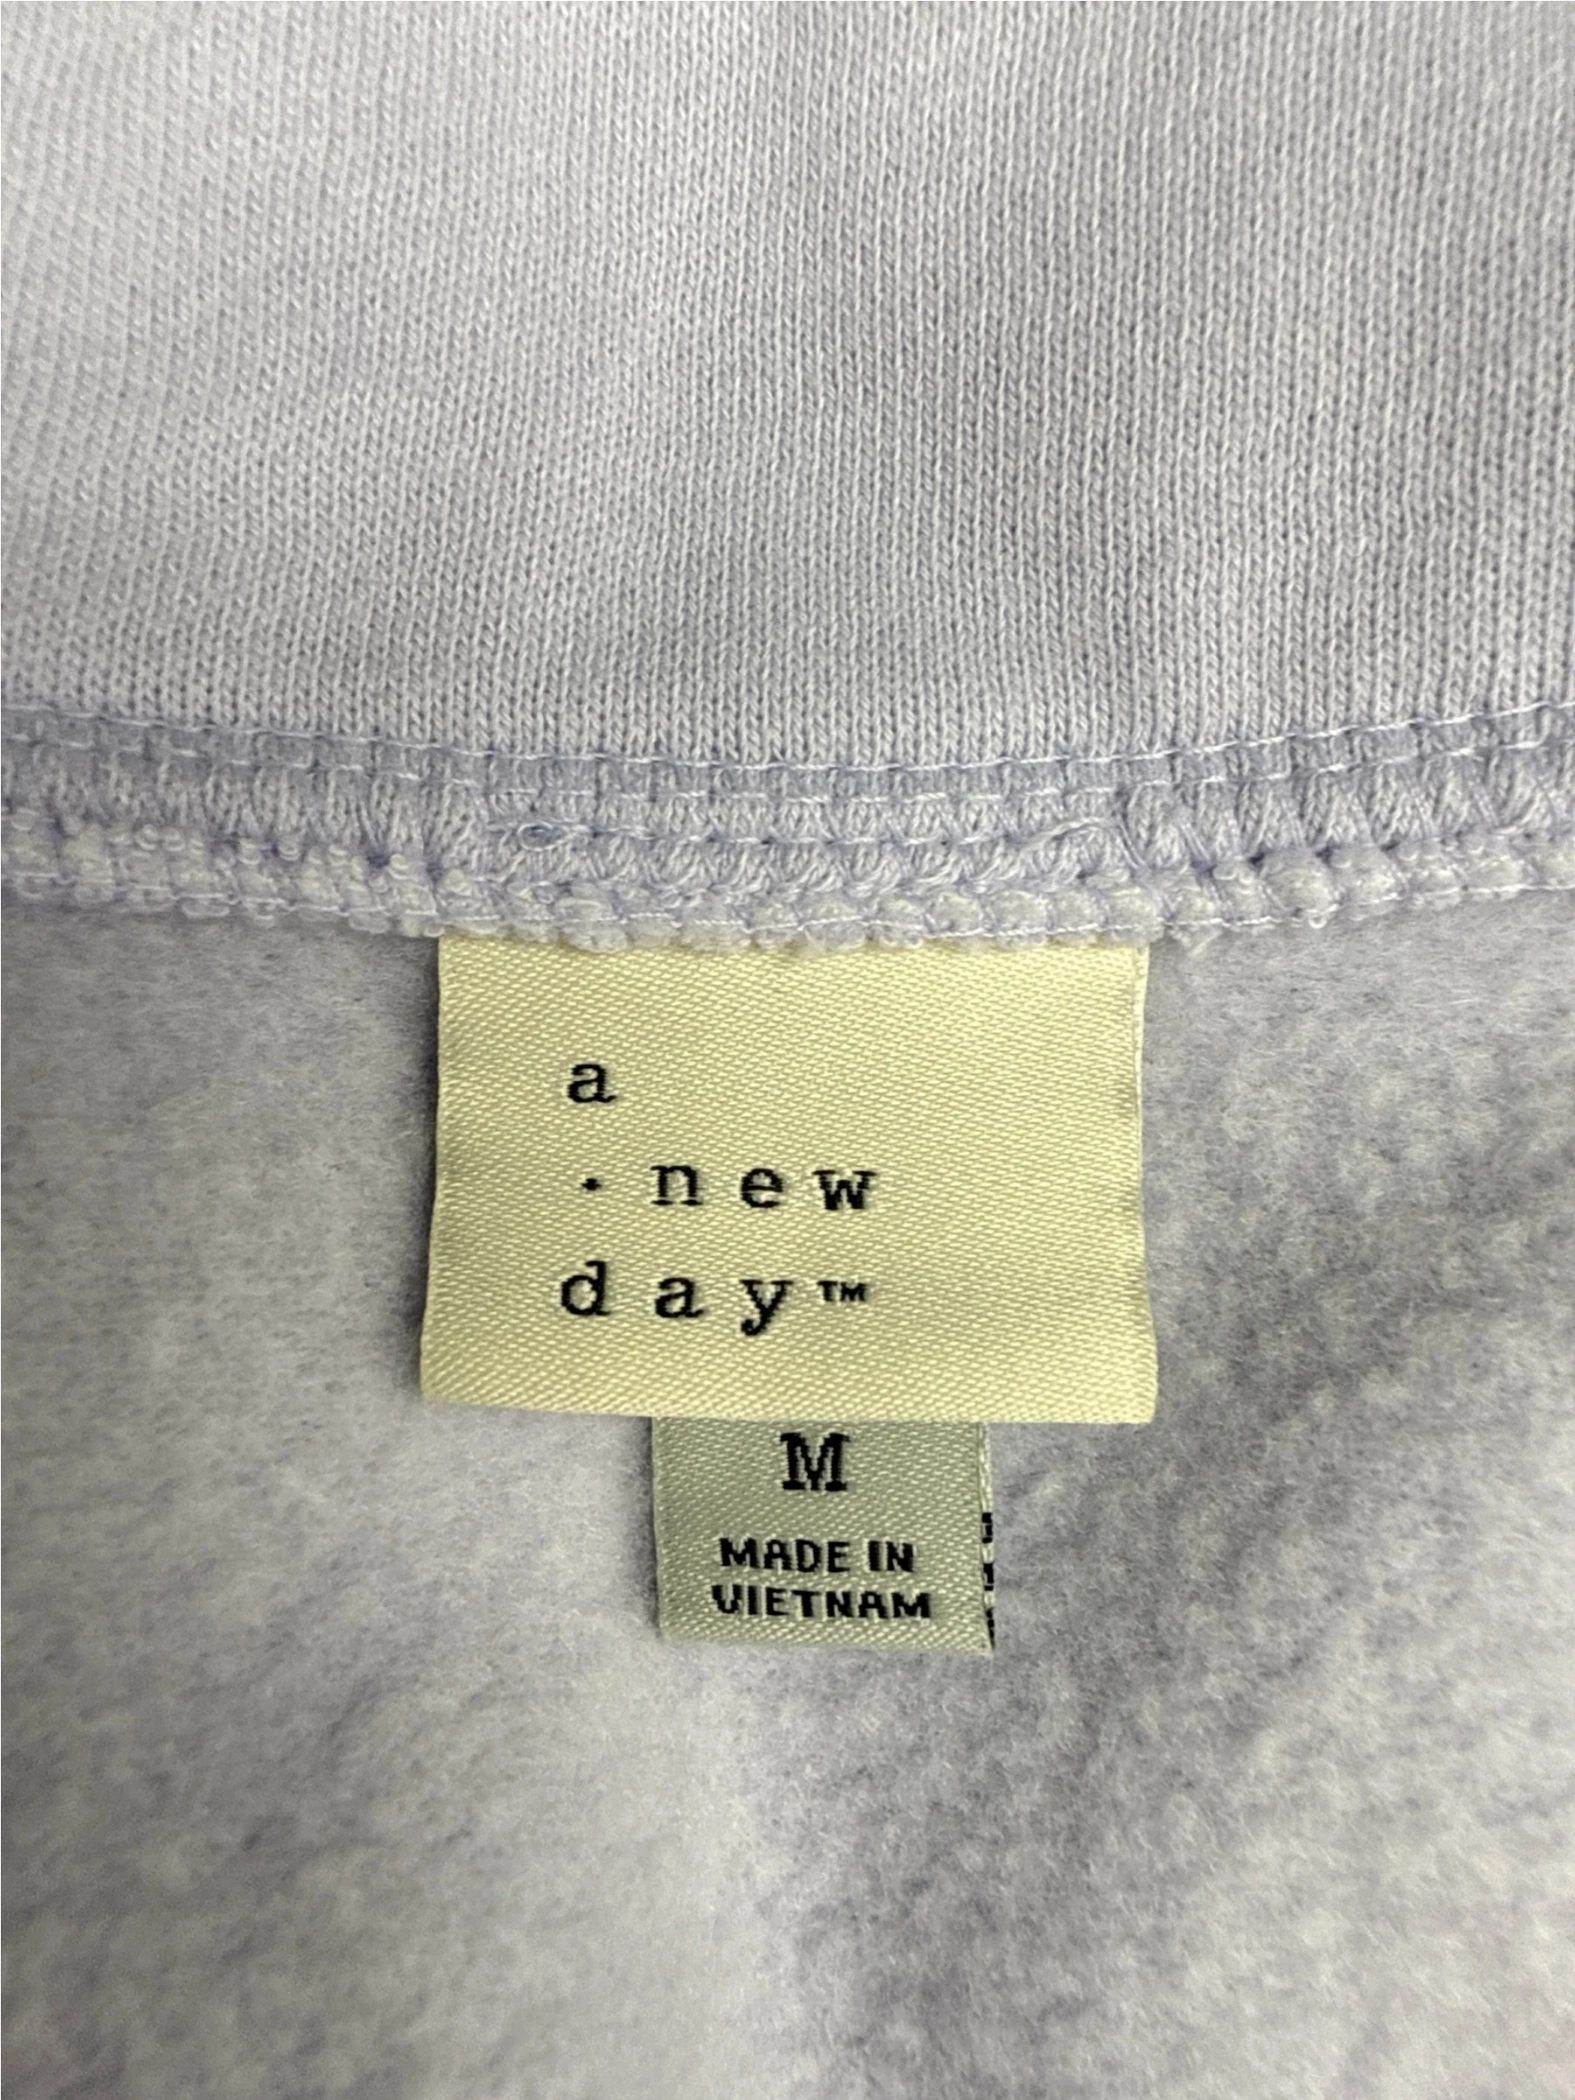 a
· new
day™
M
MADE IN
VIETNAM